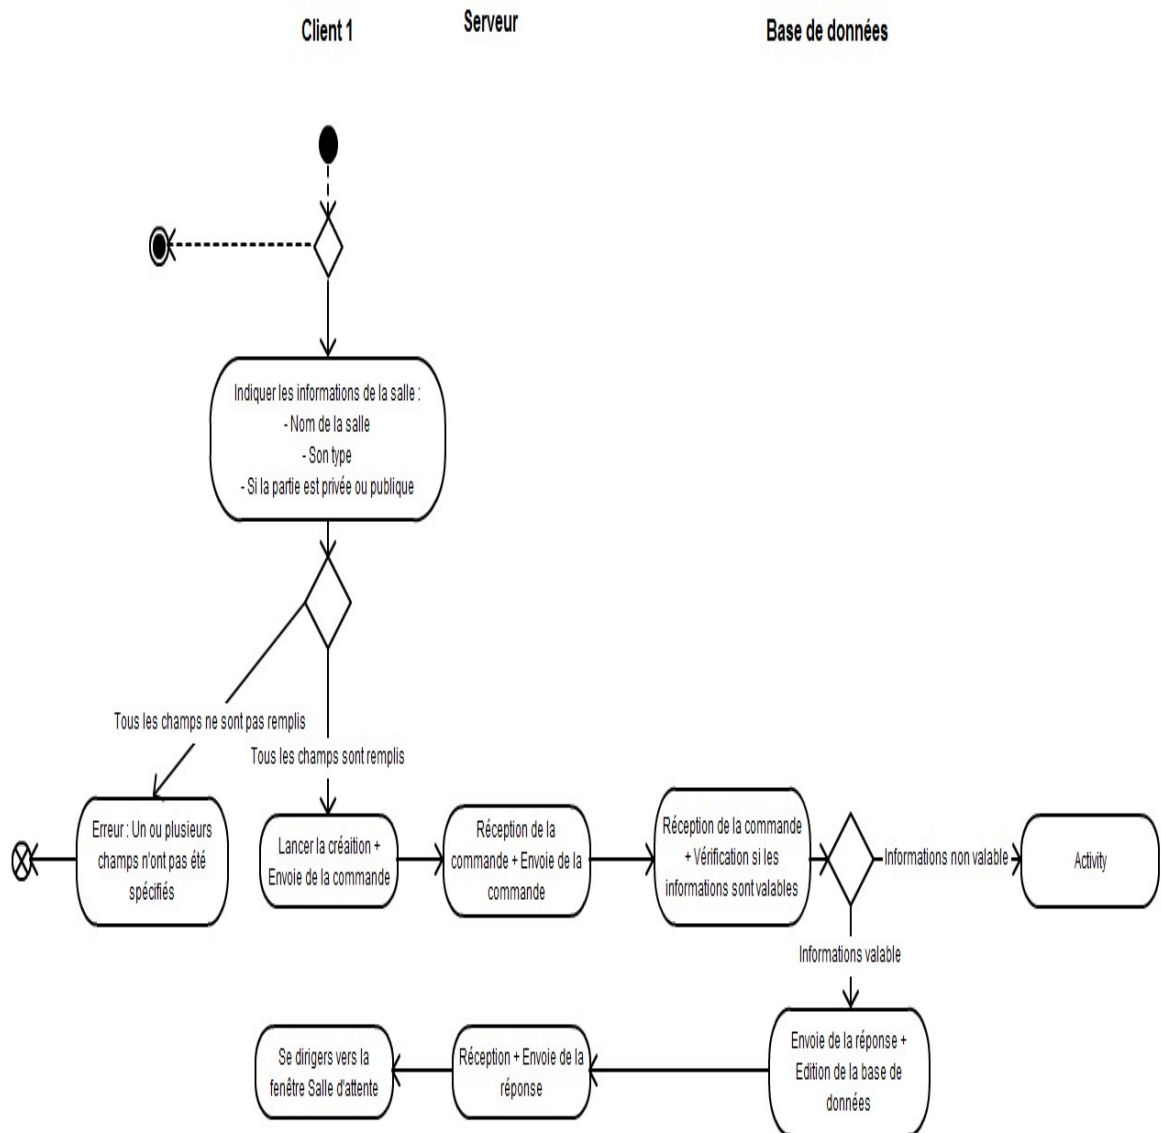 Client 1
Serveur
Base de données
Indiquer les informations de la salle :
- Nom de la salle
- Son type
- Si la partie est privée ou publique
Tous les champs ne sont pas remplis
Tous les champs sont remplis
Erreur : Un ou plusieurs
champs n'ont pas été
spécifiés
Lancer la créaition +
Envoie de la commande
Réception de la
commande + Envoie de la
commande
Réception de la commande
+ Vérification si les
informations sont valables
Informations non valable
Activity
Informations valable
Se dirigers vers la
fenêtre Salle d'attente
Réception + Envoie de la
réponse
Envoie de la réponse +
Edition de la base de
données